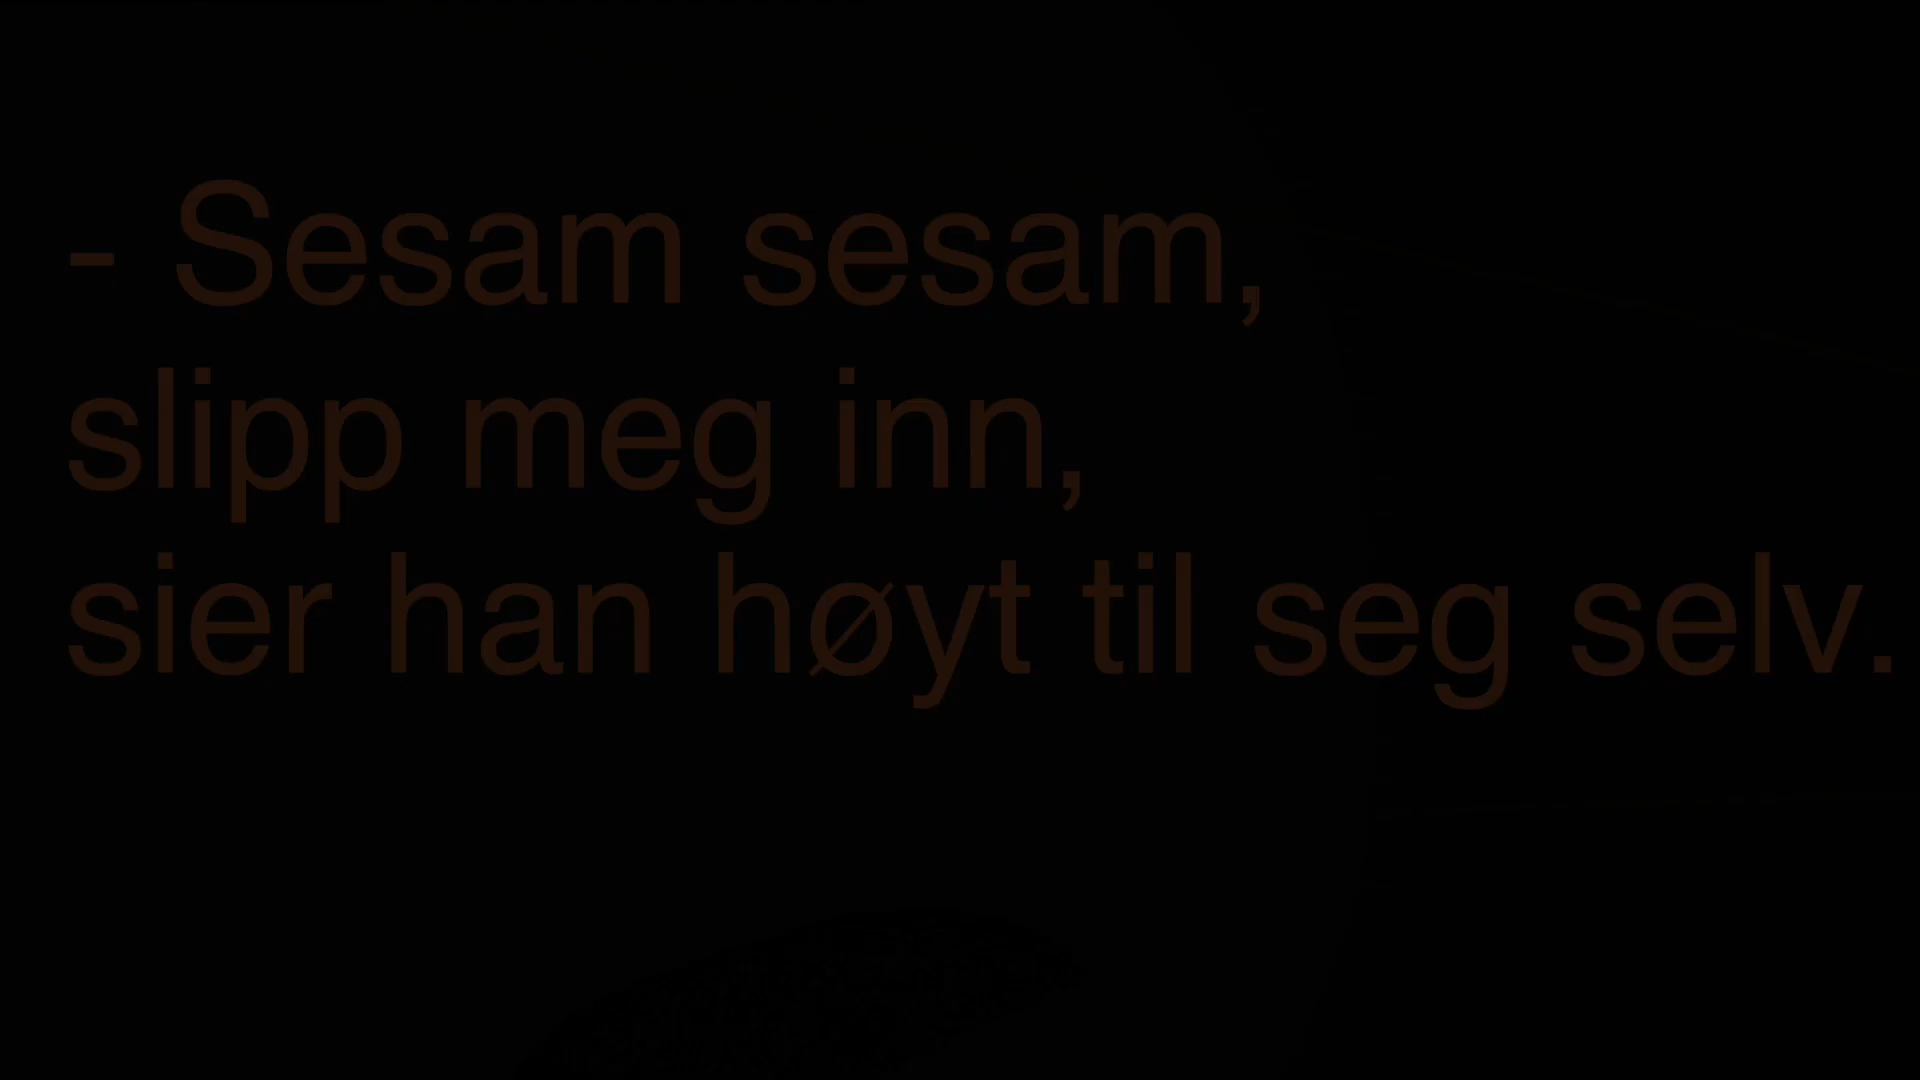 - Sesam sesam,
slipp meg inn,
sier han høyt til seg selv.